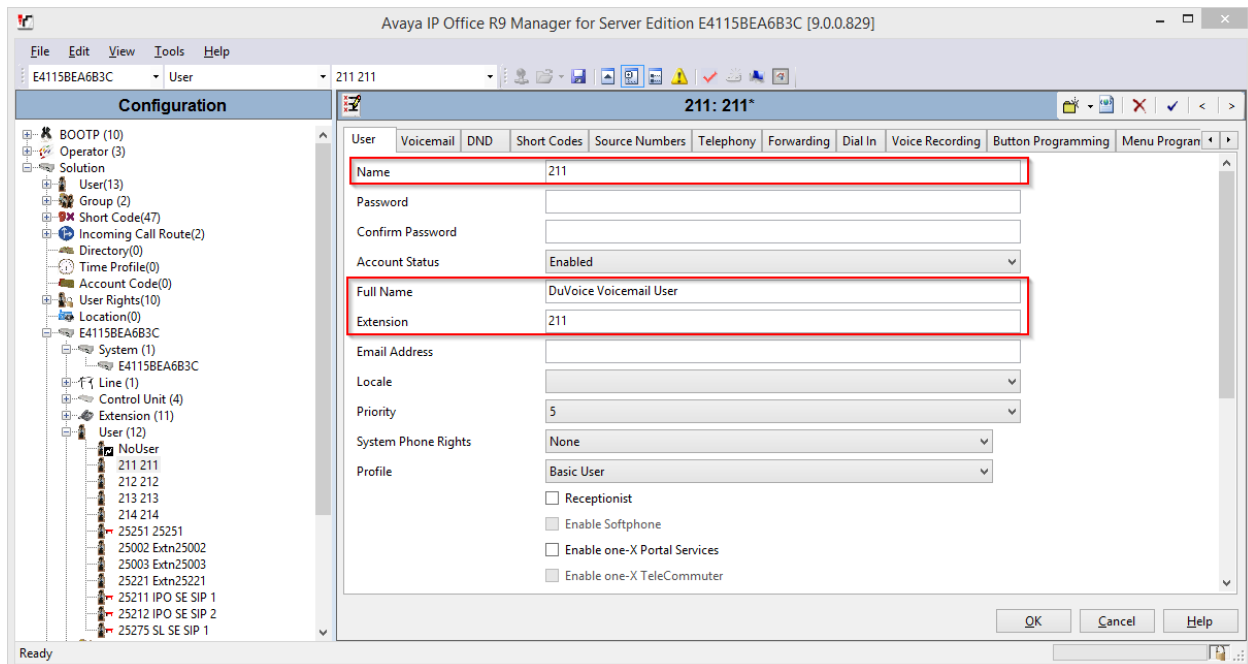 Avaya IP Office R9 Manager for Server Edition E4115BEA6B3C [9.0.0.829]
File Edit View Tools Help
E4115BEA6B3C User 211 211
Configuration
BOOTP (10)
Operator (3)
Solution
User(13)
Group (2)
Short Code(47)
Incoming Call Route(2)
Directory(0)
Time Profile(0)
Account Code(0)
User Rights(10)
Location(0)
E4115BEA6B3C
System (1)
E4115BEA6B3C
Line (1)
Control Unit (4)
Extension (11)
User (12)
NoUser
211 211
212 212
213 213
214 214
25251 25251
25002 Extn25002
25003 Extn25003
25221 Extn25221
25211 IPO SE SIP 1
25212 IPO SE SIP 2
25275 SL SE SIP 1
211: 211*
User Voicemail DND Short Codes Source Numbers Telephony Forwarding Dial In Voice Recording Button Programming Menu Program
Name 211
Password
Confirm Password
Account Status Enabled
Full Name DuVoice Voicemail User
Extension 211
Email Address
Locale
Priority 5
System Phone Rights None
Profile Basic User
Receptionist
Enable Softphone
Enable one-X Portal Services
Enable one-X TeleCommuter
OK Cancel Help
Ready